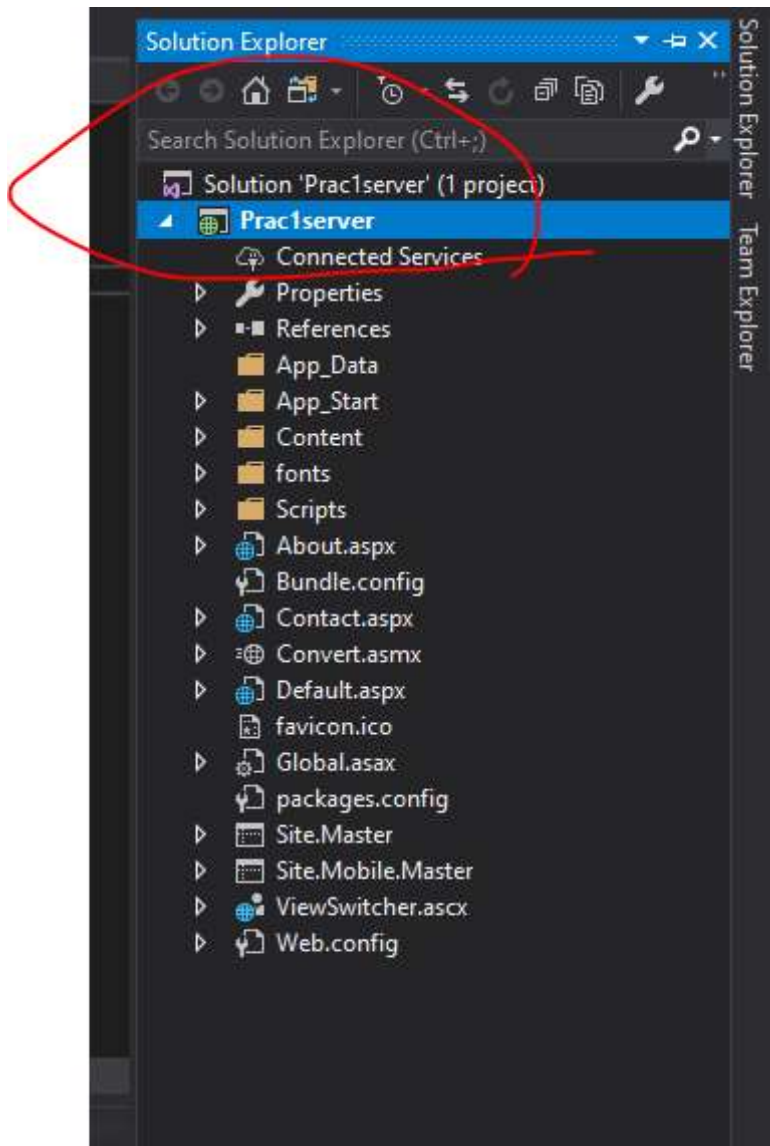 Solution Explorer
Search Solution Explorer (Ctrl+;)
Solution 'Prac1server' (1 project)
Prac1server
Connected Services
Properties
References
App_Data
App_Start
Content
fonts
Scripts
About.aspx
Bundle.config
Contact.aspx
Convert.asmx
Default.aspx
favicon.ico
Global.asax
packages.config
Site.Master
Site.Mobile.Master
ViewSwitcher.ascx
Web.config
Solution Explorer
Team Explorer